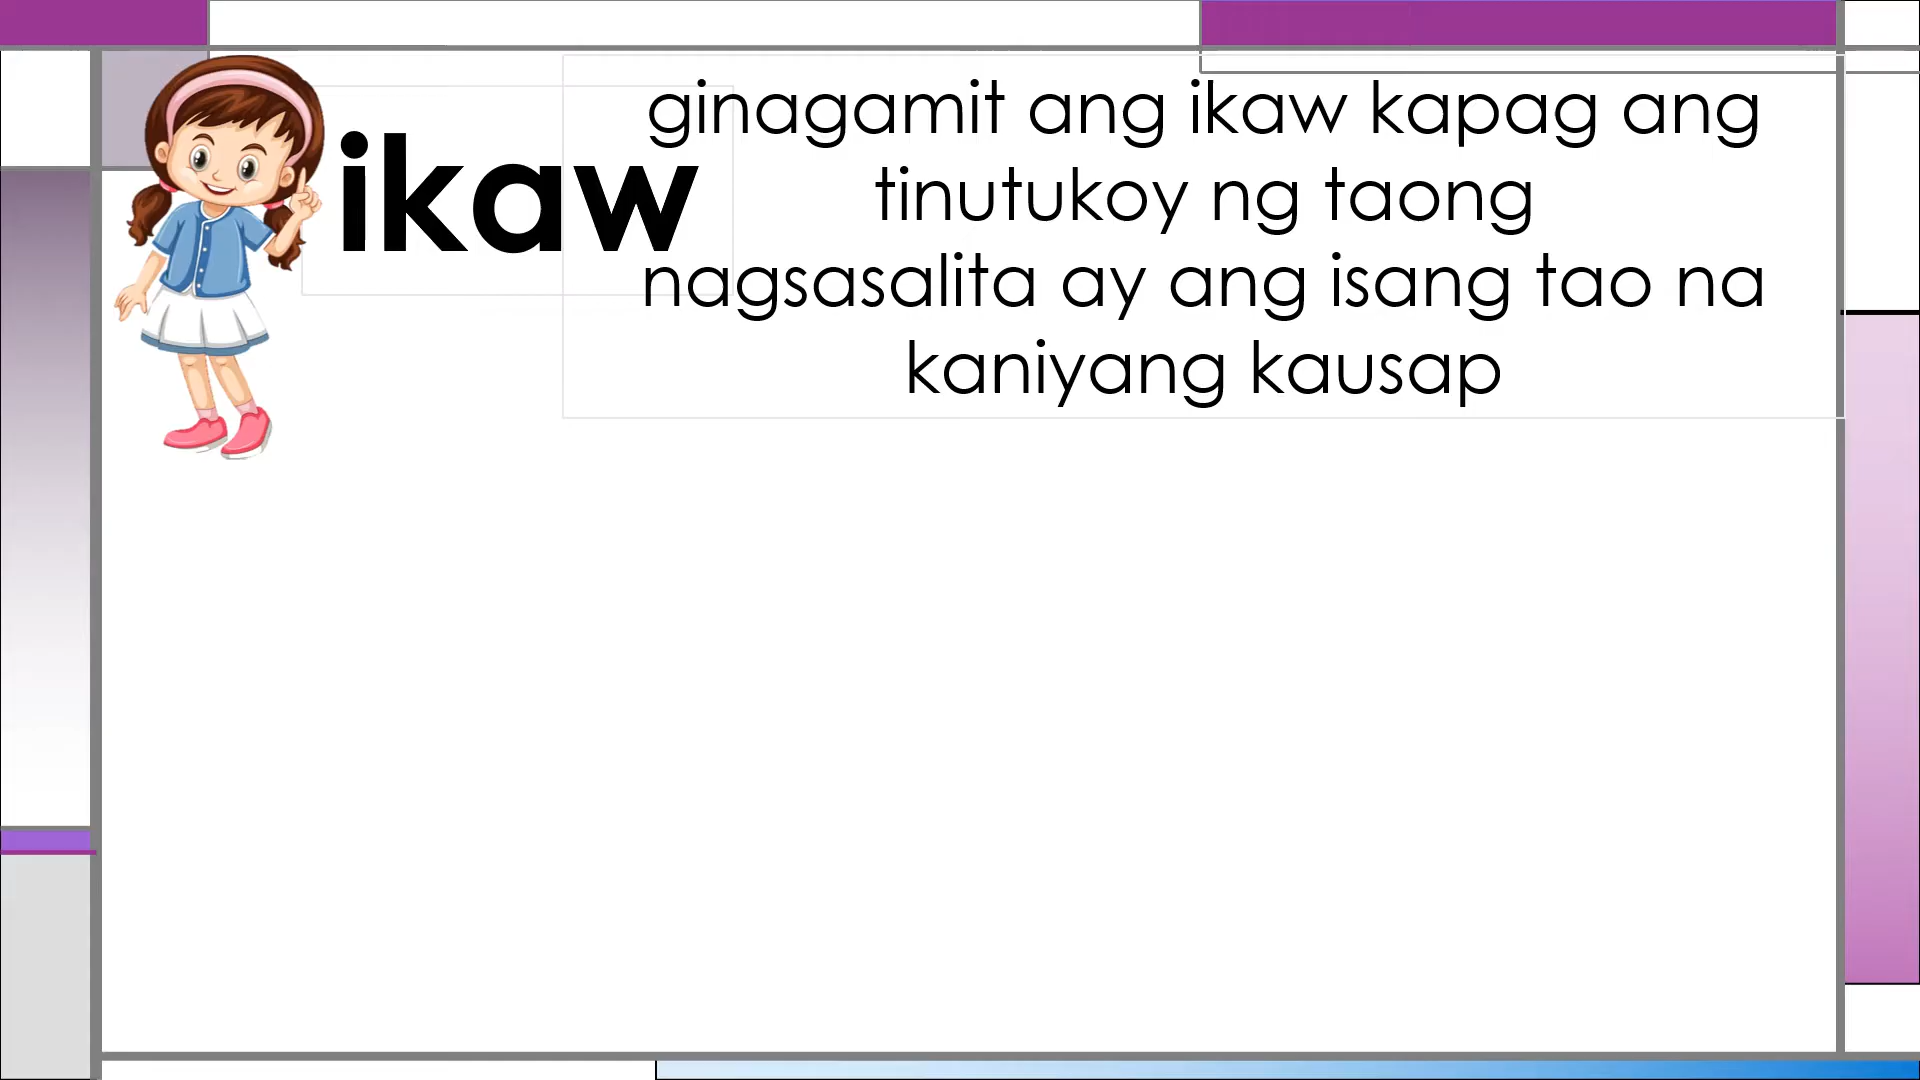 ikaw
ginagamit ang ikaw kapag ang
tinutukoy ng taong
nagsasalita ay ang isang tao na
kaniyang kausap